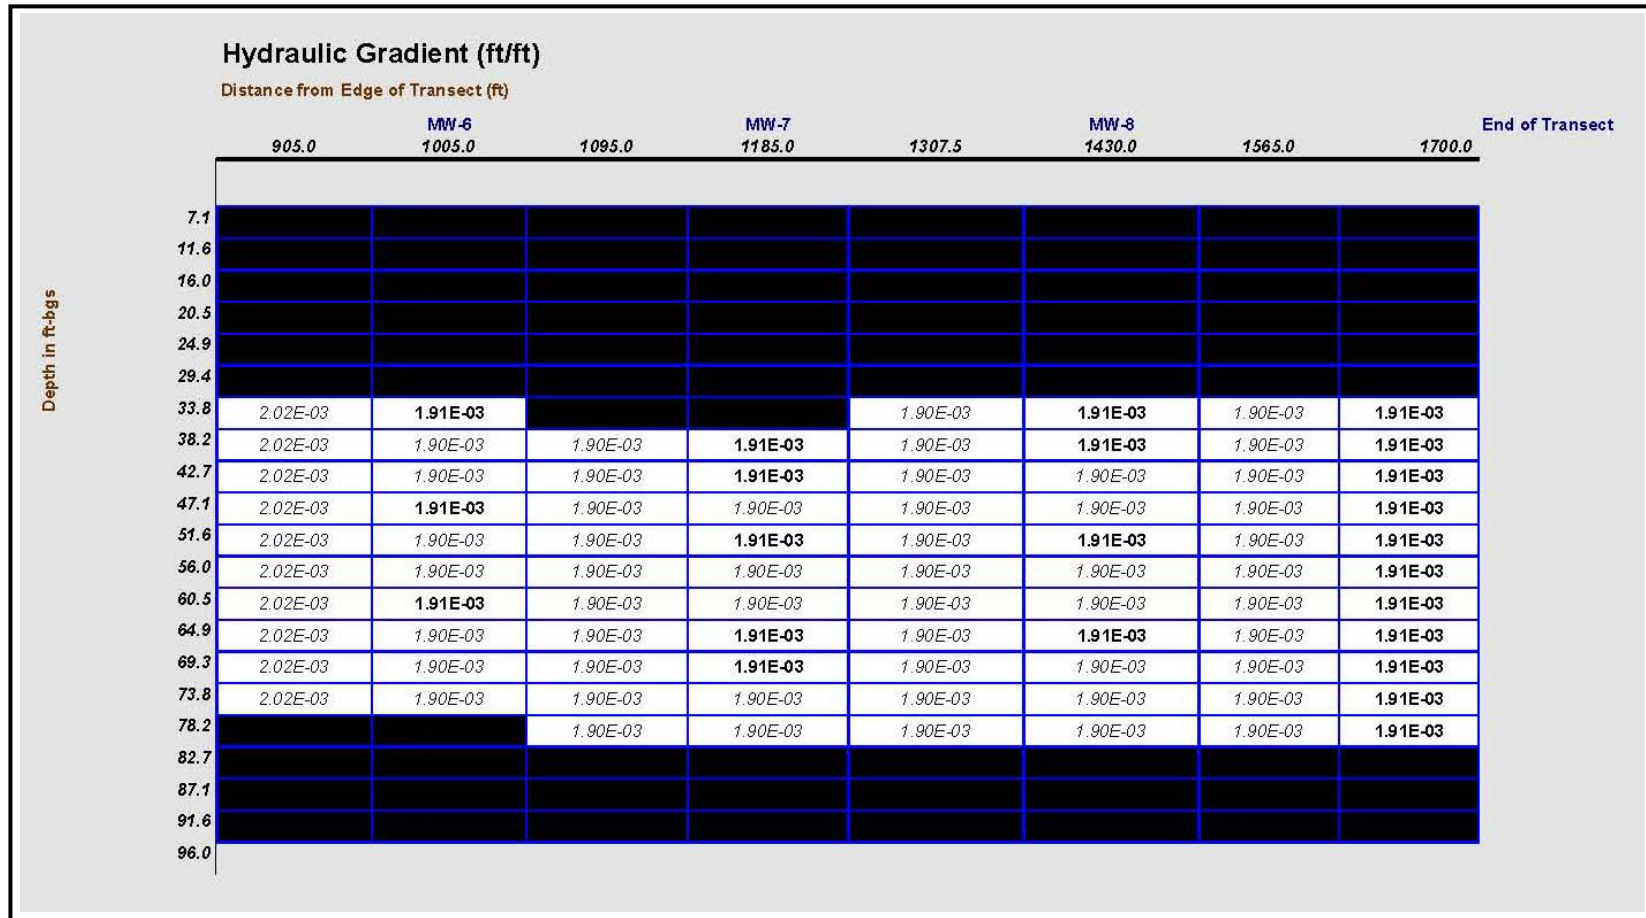 Hydraulic Gradient (ft/ft)
Distance from Edge of Transect (ft)
MW-6 MW-7 MW-8 End of Transect
905.0 1005.0 1095.0 1185.0 1307.5 1430.0 1565.0 1700.0
Depth in ft-bgs
7.1
11.6
16.0
20.5
24.9
29.4
33.8 2.02E-03 1.91E-03 1.90E-03 1.91E-03 1.90E-03 1.91E-03
38.2 2.02E-03 1.90E-03 1.90E-03 1.91E-03 1.90E-03 1.91E-03 1.90E-03 1.91E-03
42.7 2.02E-03 1.90E-03 1.90E-03 1.91E-03 1.90E-03 1.90E-03 1.90E-03 1.91E-03
47.1 2.02E-03 1.91E-03 1.90E-03 1.90E-03 1.90E-03 1.90E-03 1.90E-03 1.91E-03
51.6 2.02E-03 1.90E-03 1.90E-03 1.91E-03 1.90E-03 1.91E-03 1.90E-03 1.91E-03
56.0 2.02E-03 1.90E-03 1.90E-03 1.90E-03 1.90E-03 1.90E-03 1.90E-03 1.91E-03
60.5 2.02E-03 1.91E-03 1.90E-03 1.90E-03 1.90E-03 1.90E-03 1.90E-03 1.91E-03
64.9 2.02E-03 1.90E-03 1.90E-03 1.91E-03 1.90E-03 1.91E-03 1.90E-03 1.91E-03
69.3 2.02E-03 1.90E-03 1.90E-03 1.91E-03 1.90E-03 1.90E-03 1.90E-03 1.91E-03
73.8 2.02E-03 1.90E-03 1.90E-03 1.90E-03 1.90E-03 1.90E-03 1.90E-03 1.91E-03
78.2 1.90E-03 1.90E-03 1.90E-03 1.90E-03 1.90E-03 1.91E-03
82.7
87.1
91.6
96.0